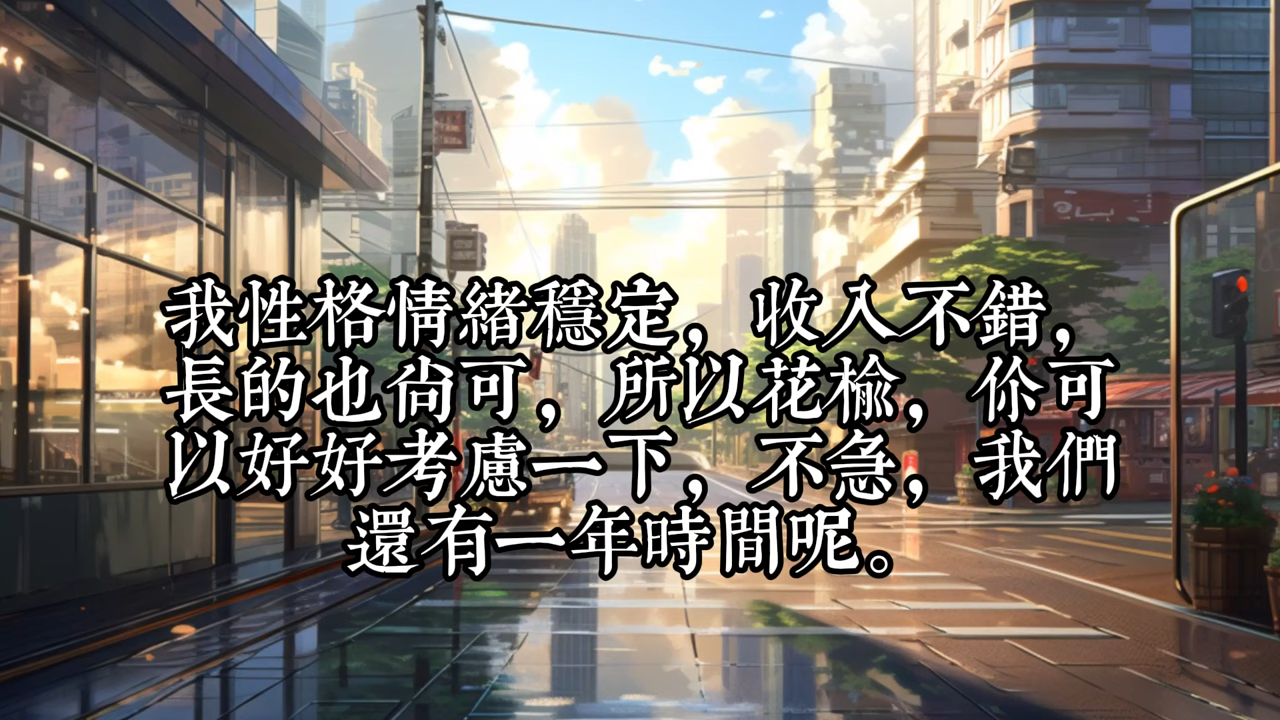 我性格情緒穩定，收入不錯，
長的也尙可，所以花楡，你可
以好好考慮一下，不急，我們
還有一年時間呢。